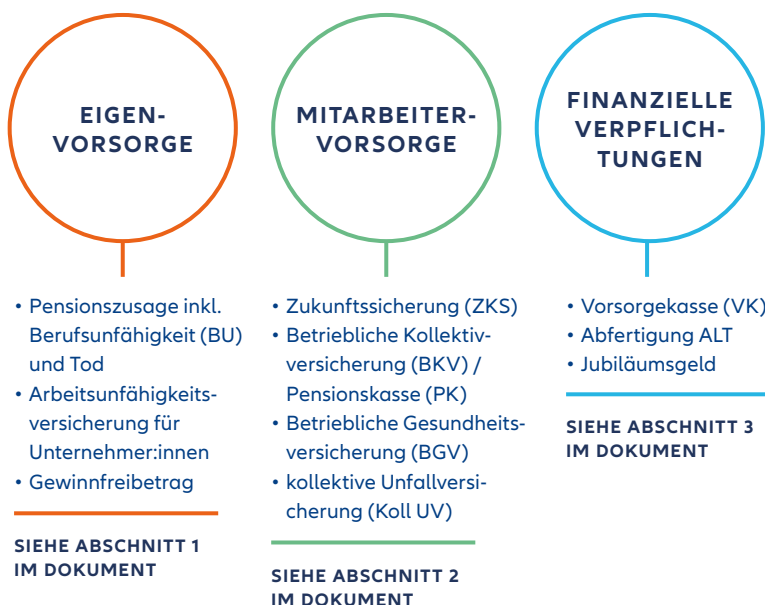 EIGEN-
VORSORGE
• Pensionszusage inkl.
Berufsunfähigkeit (BU)
und Tod
• Arbeitsunfähigkeits-
versicherung für
Unternehmer:innen
• Gewinnfreibetrag
SIEHE ABSCHNITT 1
IM DOKUMENT
MITARBEITER-
VORSORGE
• Zukunftssicherung (ZKS)
• Betriebliche Kollektiv-
versicherung (BKV) /
Pensionskasse (PK)
• Betriebliche Gesundheits-
versicherung (BGV)
• kollektive Unfallversi-
cherung (Koll UV)
SIEHE ABSCHNITT 2
IM DOKUMENT
FINANZIELLE
VERPFLICH-
TUNGEN
• Vorsorgekasse (VK)
• Abfertigung ALT
• Jubiläumsgeld
SIEHE ABSCHNITT 3
IM DOKUMENT